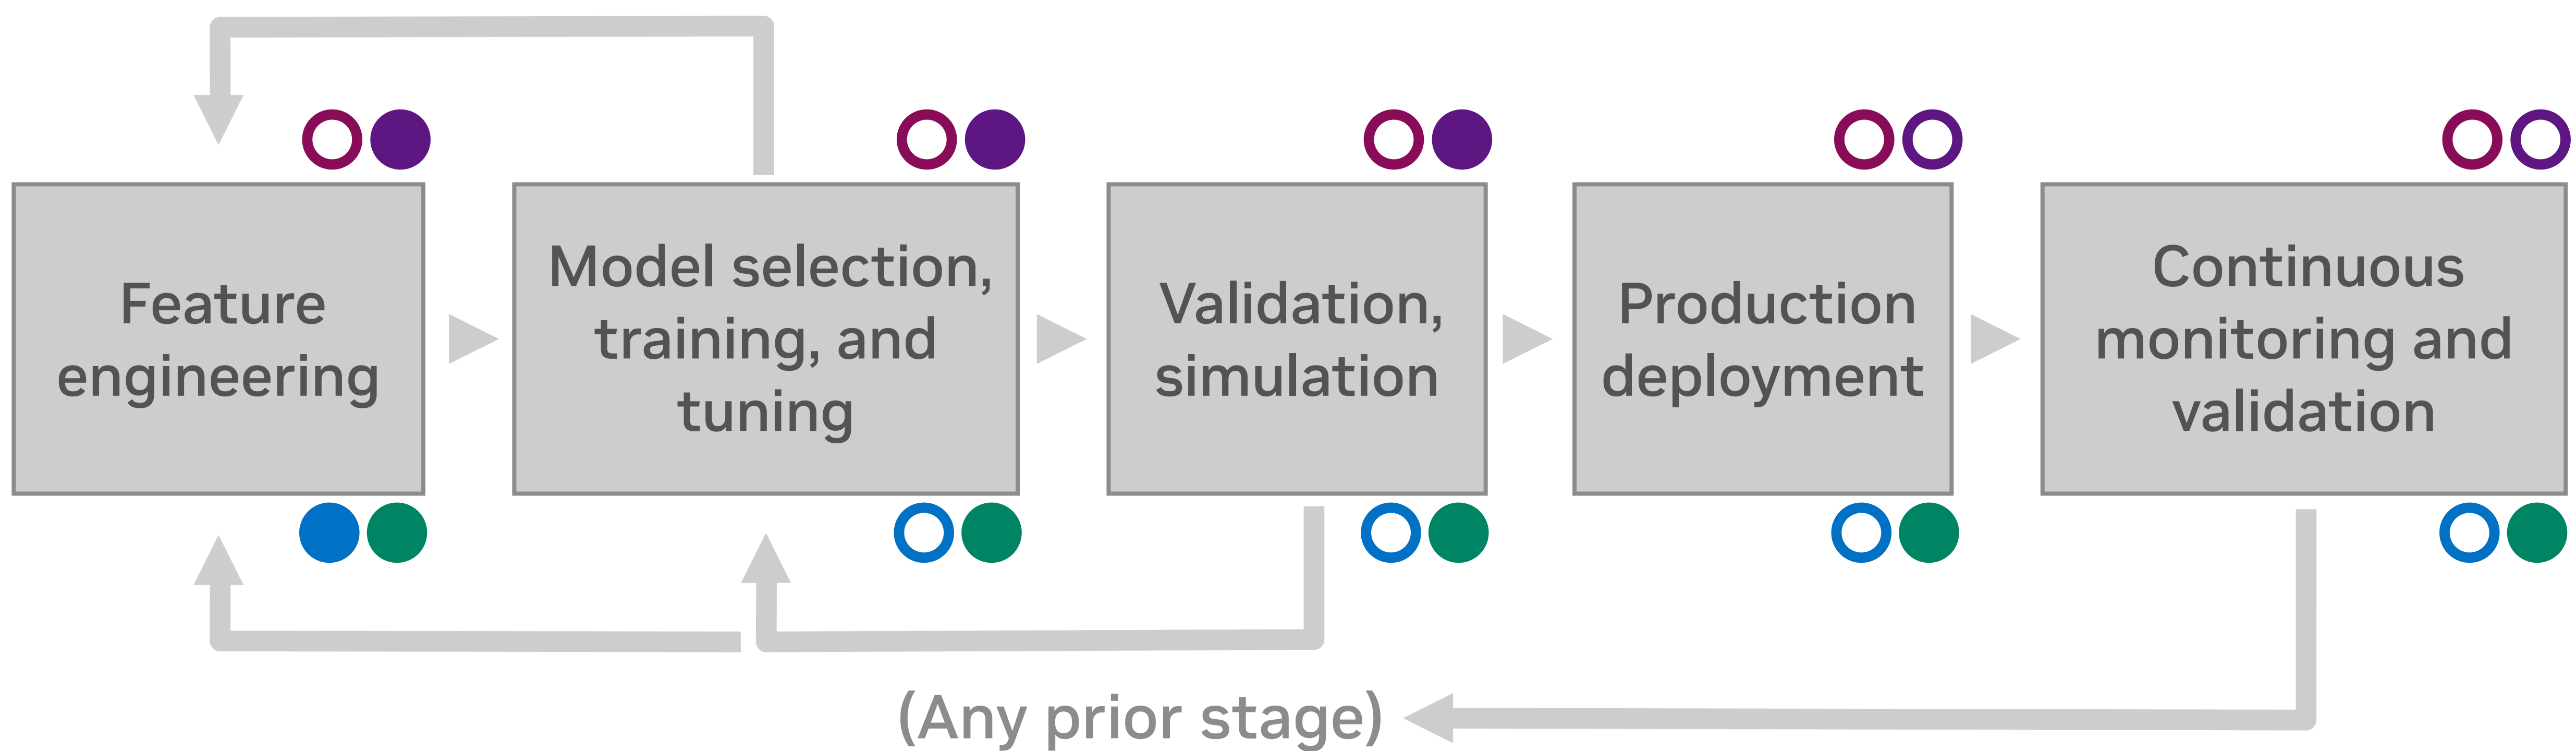 Feature
engineering
Model selection,
training, and
tuning
Validation,
simulation
Production
deployment
Continuous
monitoring and
validation
(Any prior stage)